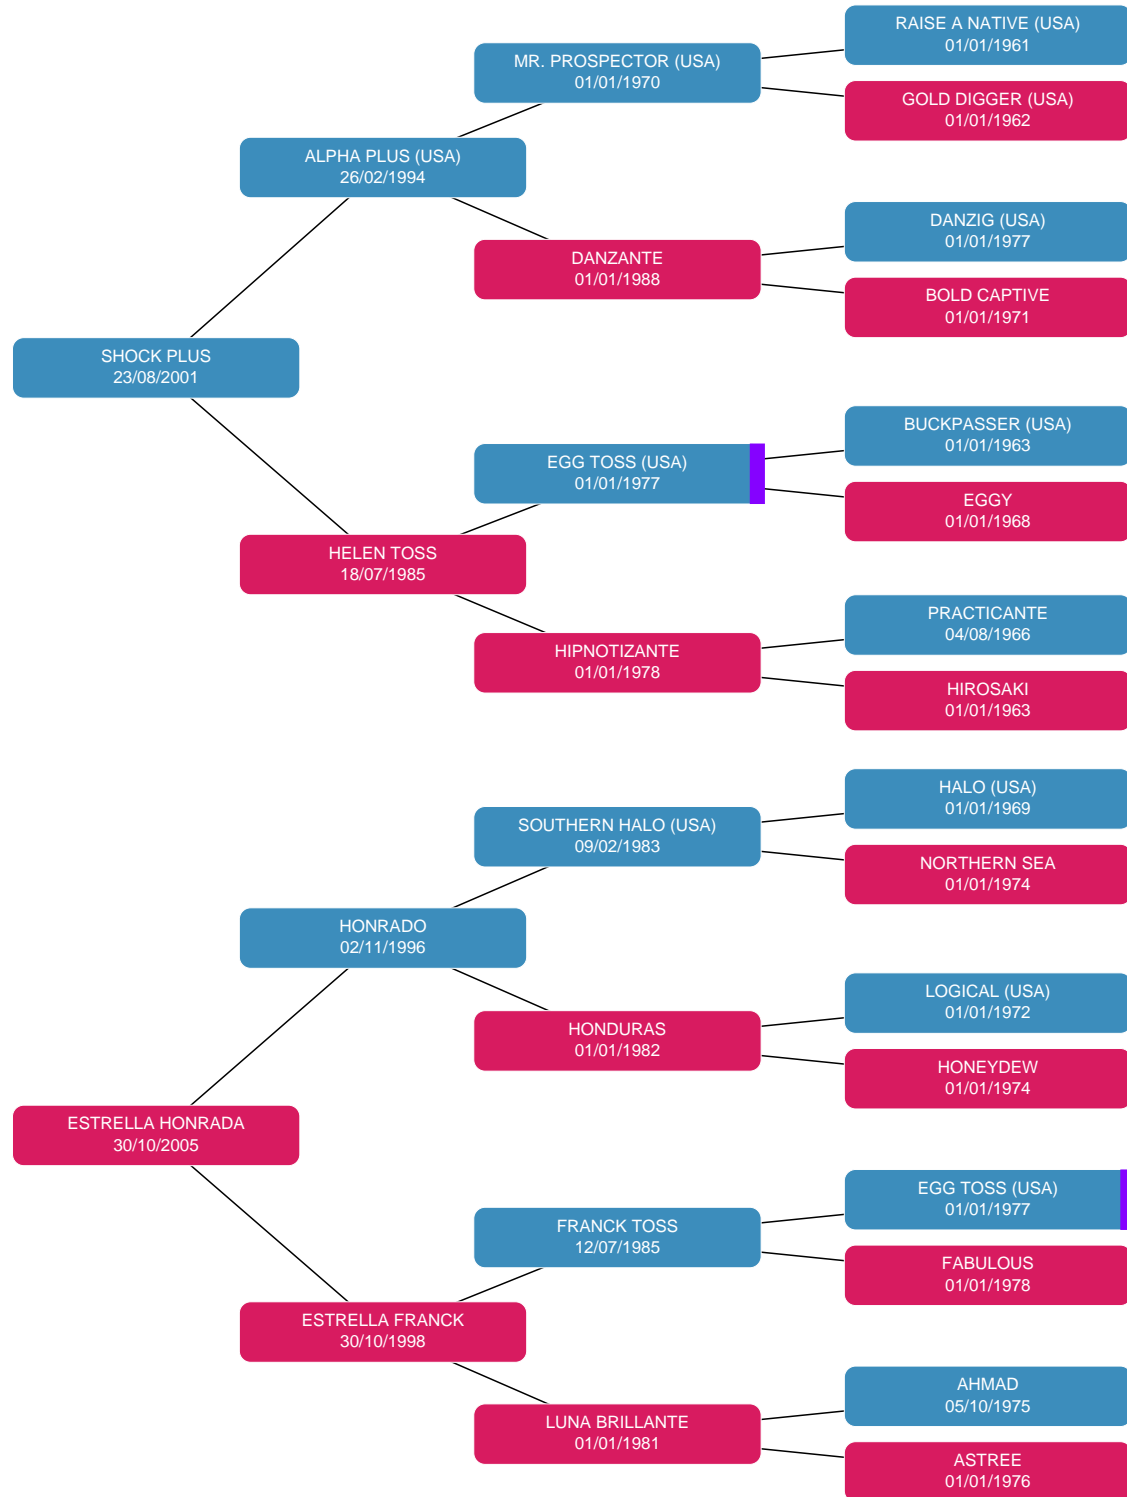 RAISE A NATIVE (USA)
01/01/1961
MR. PROSPECTOR (USA)
01/01/1970
GOLD DIGGER (USA)
01/01/1962
ALPHA PLUS (USA)
26/02/1994
DANZIG (USA)
01/01/1977
DANZANTE
01/01/1988
BOLD CAPTIVE
01/01/1971
SHOCK PLUS
23/08/2001
BUCKPASSER (USA)
01/01/1963
EGG TOSS (USA)
01/01/1977
EGGY
01/01/1968
HELEN TOSS
18/07/1985
PRACTICANTE
04/08/1966
HIPNOTIZANTE
01/01/1978
HIROSAKI
01/01/1963
HALO (USA)
01/01/1969
SOUTHERN HALO (USA)
09/02/1983
NORTHERN SEA
01/01/1974
HONRADO
02/11/1996
LOGICAL (USA)
01/01/1972
HONDURAS
01/01/1982
HONEYDEW
01/01/1974
ESTRELLA HONRADA
30/10/2005
EGG TOSS (USA)
01/01/1977
FRANCK TOSS
12/07/1985
FABULOUS
01/01/1978
ESTRELLA FRANCK
30/10/1998
AHMAD
05/10/1975
LUNA BRILLANTE
01/01/1981
ASTREE
01/01/1976